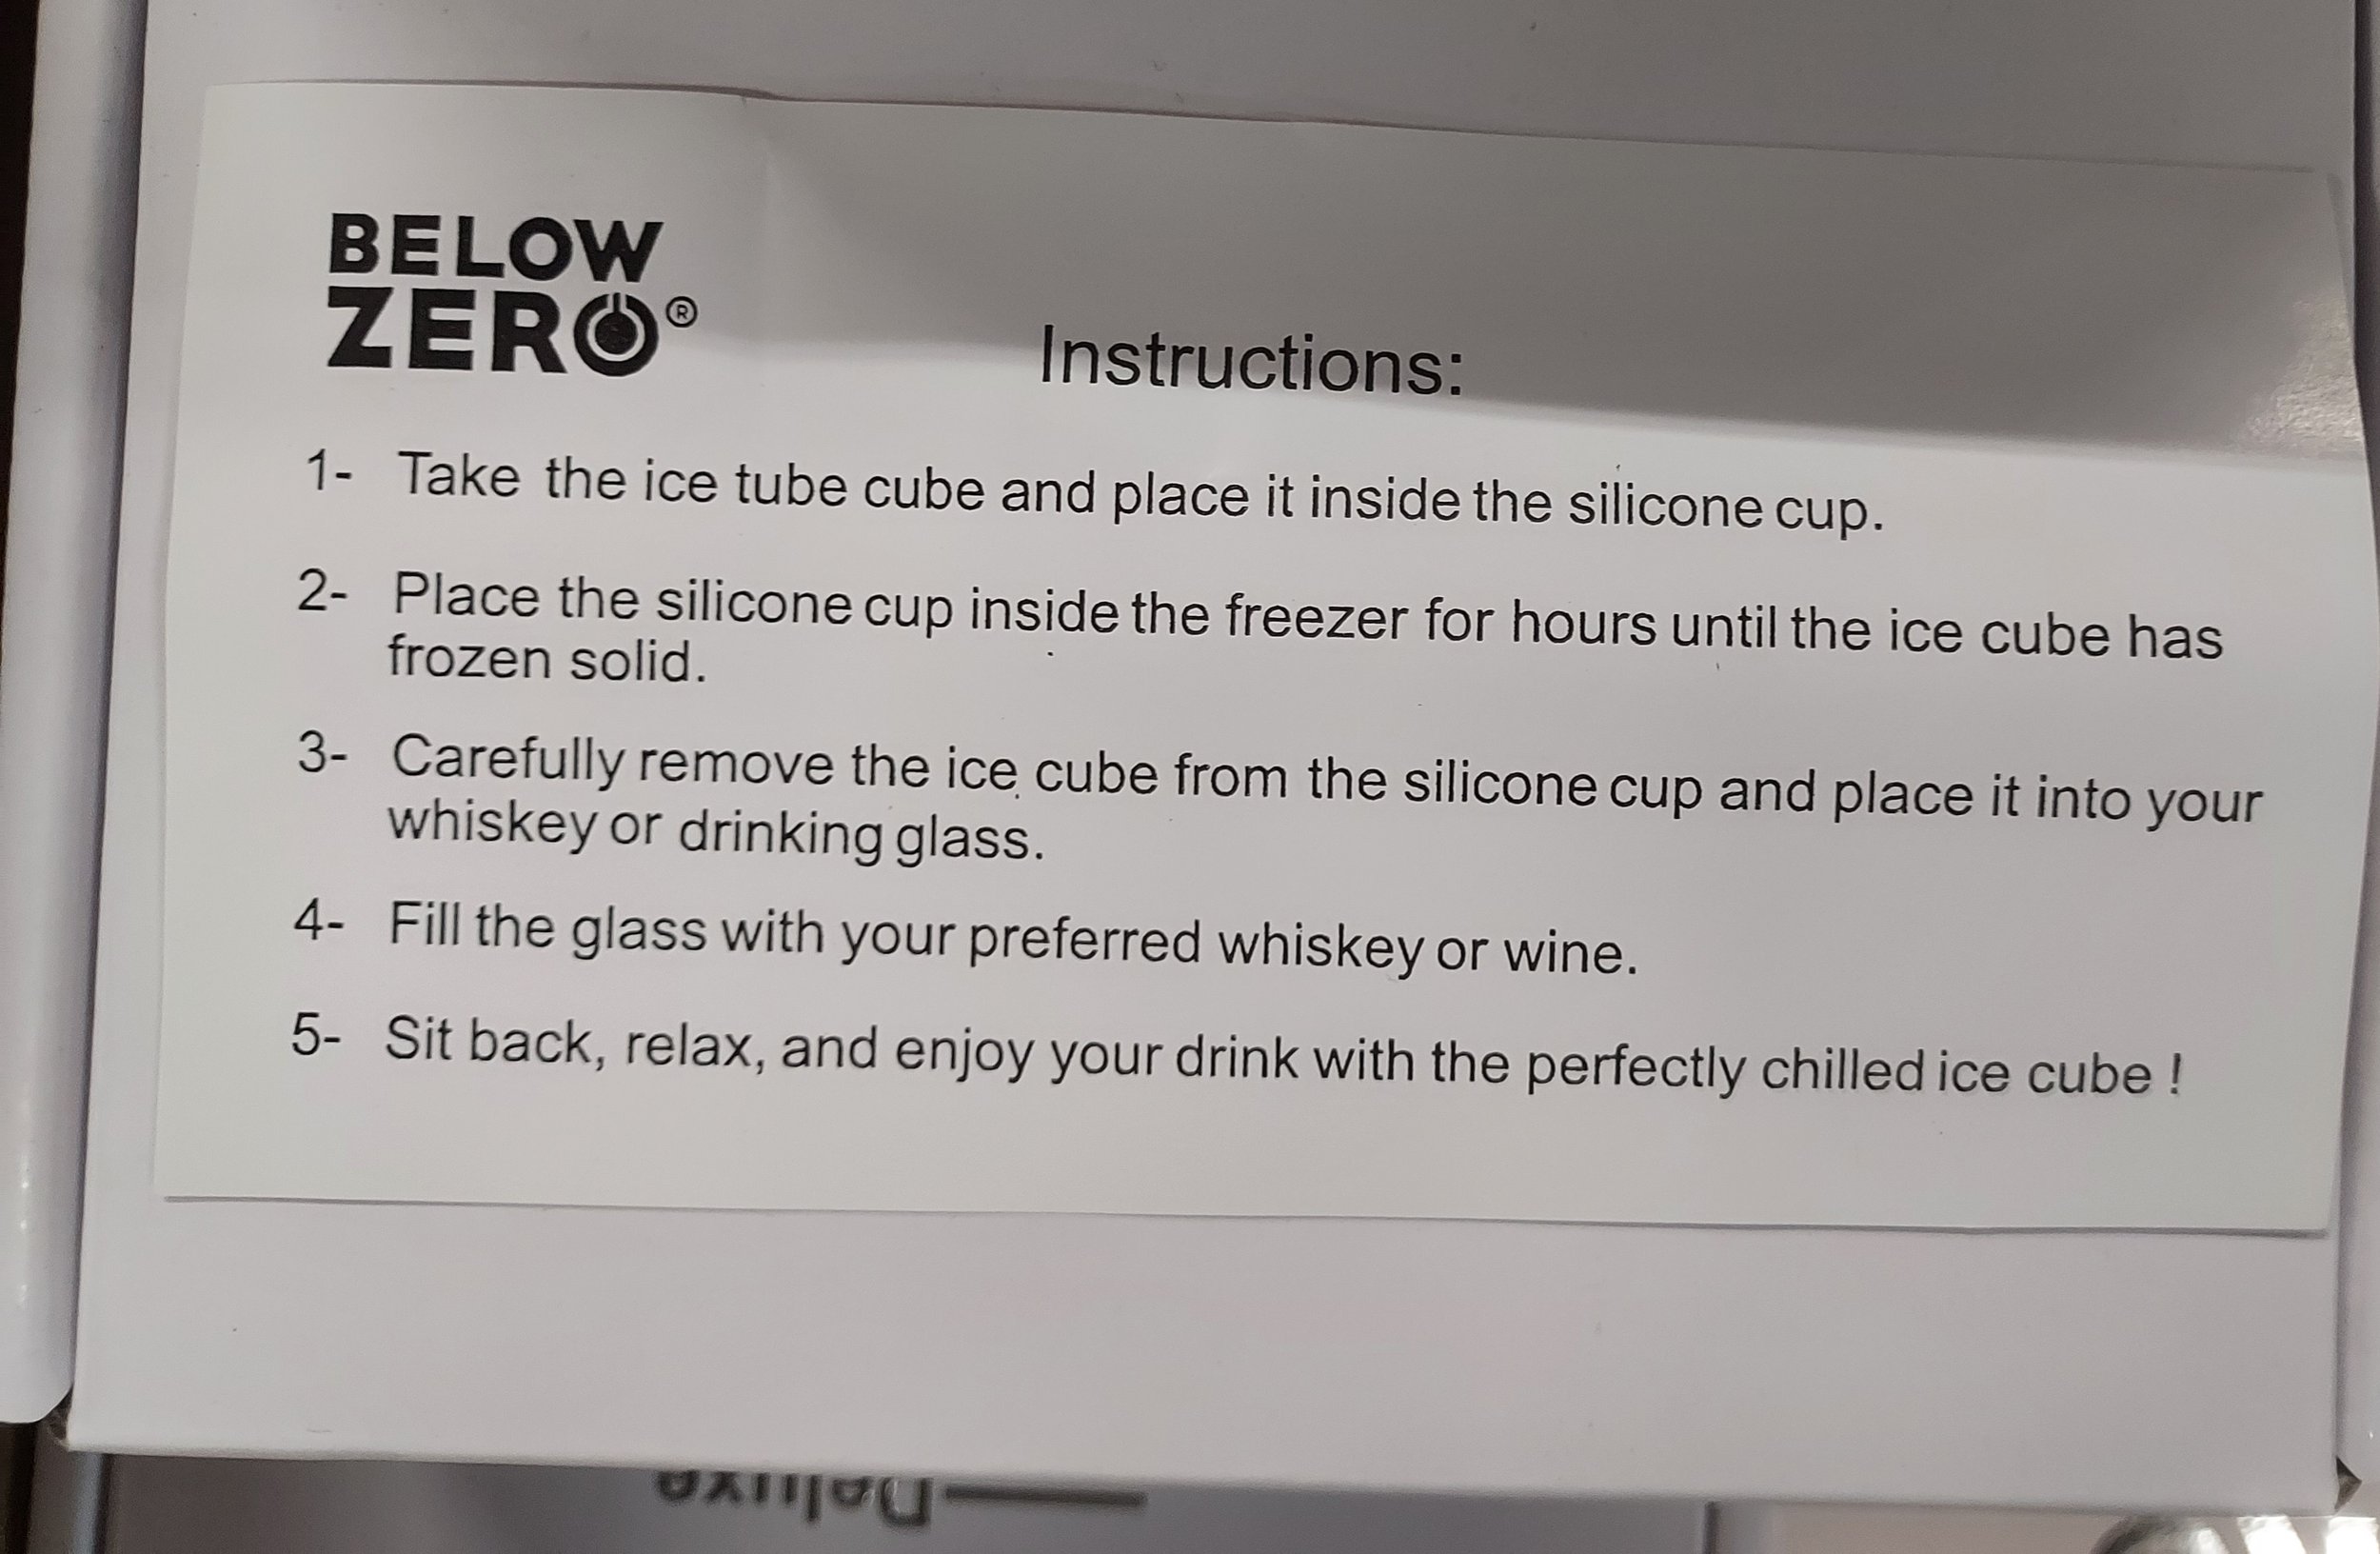 BELOW
ZERO®
Instructions:
1- Take the ice tube cube and place it inside the silicone cup.
2- Place the silicone cup inside the freezer for hours until the ice cube has
frozen solid.
3- Carefully remove the ice cube from the silicone cup and place it into your
whiskey or drinking glass.
4- Fill the glass with your preferred whiskey or wine.
5- Sit back, relax, and enjoy your drink with the perfectly chilled ice cube !
Deluxe